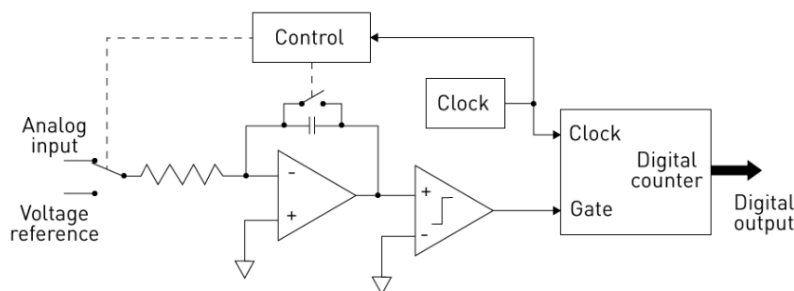 Control
Clock
Analog
input
Voltage
reference
-
+
+
-
Clock
Digital
counter
Gate
Digital
output